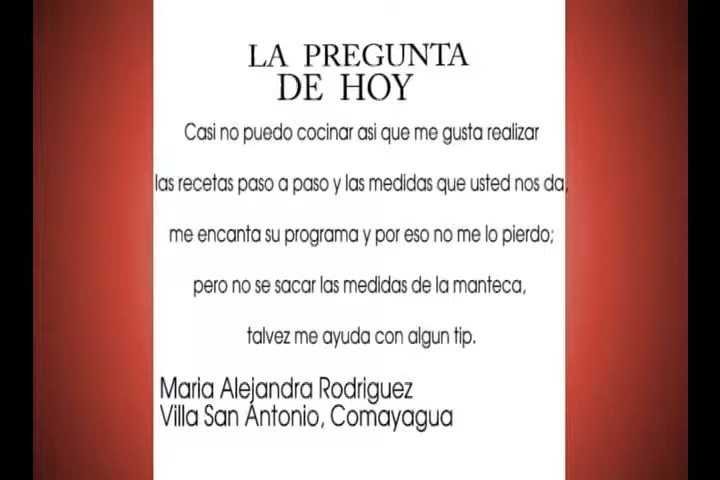 LA PREGUNTA
DE HOY
Casi no puedo cocinar asi que me gusta realizar
las recetas paso a paso y las medidas que usted nos da,
me encanta su programa y por eso no me lo pierdo;
pero no se sacar las medidas de la manteca,
talvez me ayuda con algun tip.
Maria Alejandra Rodriguez
Villa San Antonio, Comayagua